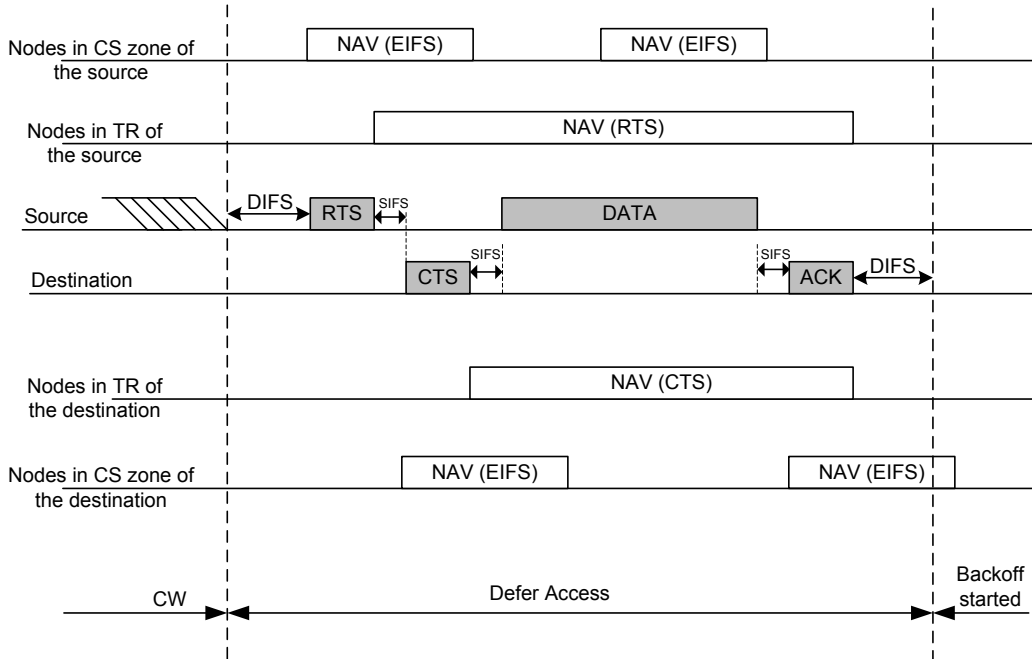 Nodes in CS zone of
the source
NAV (EIFS)
NAV (EIFS)
Nodes in TR of
the source
NAV (RTS)
Source
DIFS
RTS
SIFS
DATA
Destination
CTS
SIFS
SIFS
ACK
DIFS
Nodes in TR of
the destination
NAV (CTS)
Nodes in CS zone of
the destination
NAV (EIFS)
NAV (EIFS)
CW
Defer Access
Backoff
started